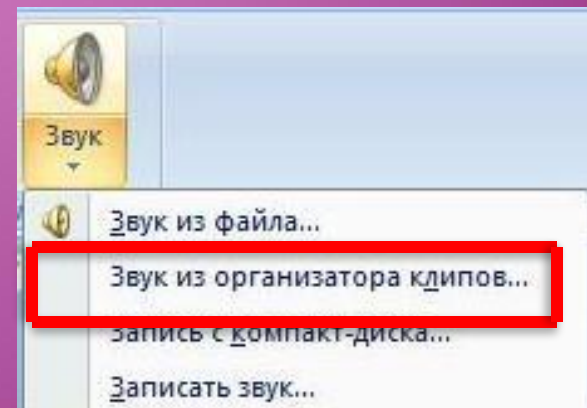 Звук
Звук из файла...
Звук из организатора клипов...
Запись с компакт-диска...
Записать звук...